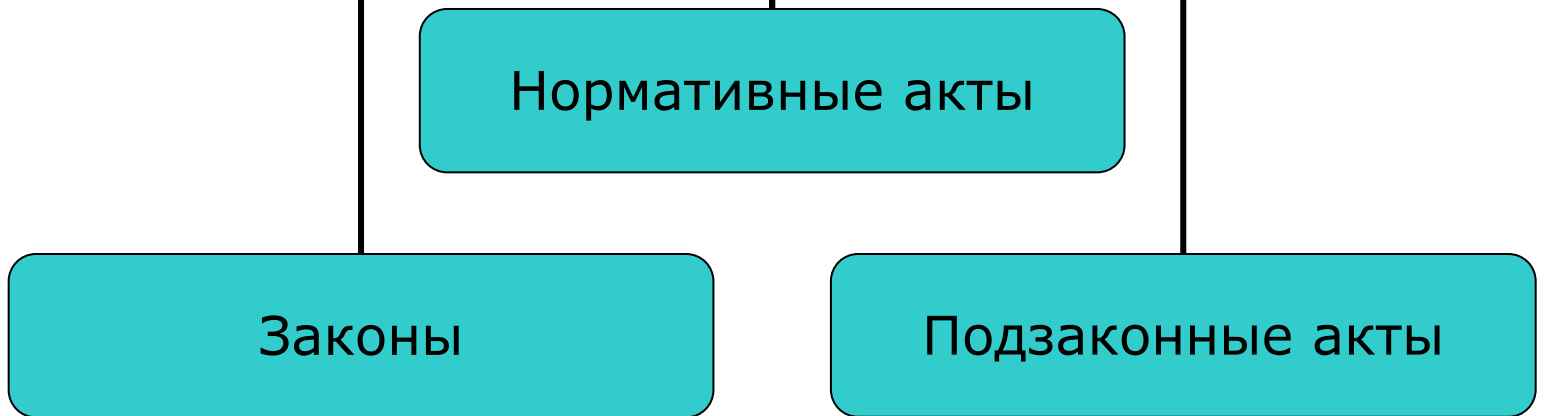 Нормативные акты
Законы
Подзаконные акты